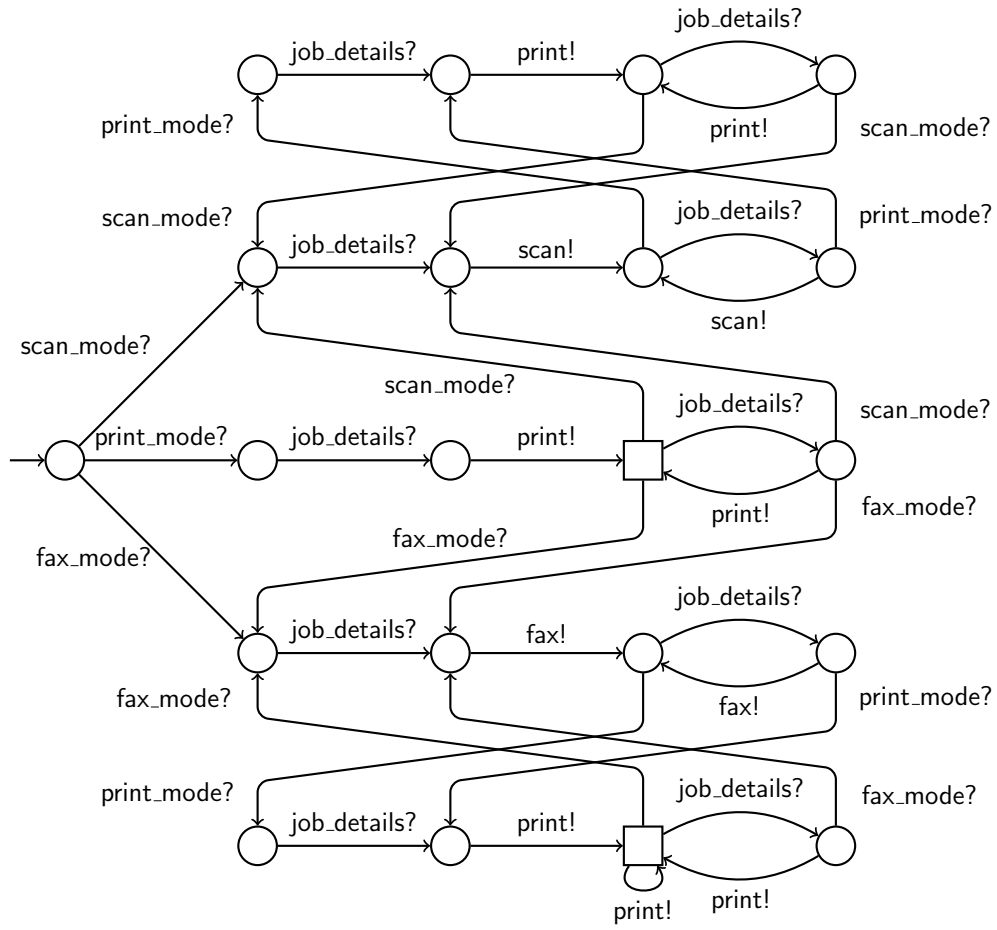 job_details?
job_details? print!
print_mode? print! scan_mode?
scan_mode? job_details? print_mode?
job_details? scan!
scan!
scan_mode?
scan_mode? job_details? scan_mode?
print_mode? job_details? print!
print! fax_mode?
fax_mode?
fax_mode?
job_details?
job_details? fax!
fax_mode? fax! print_mode?
print_mode? job_details? fax_mode?
job_details? print!
print! print!